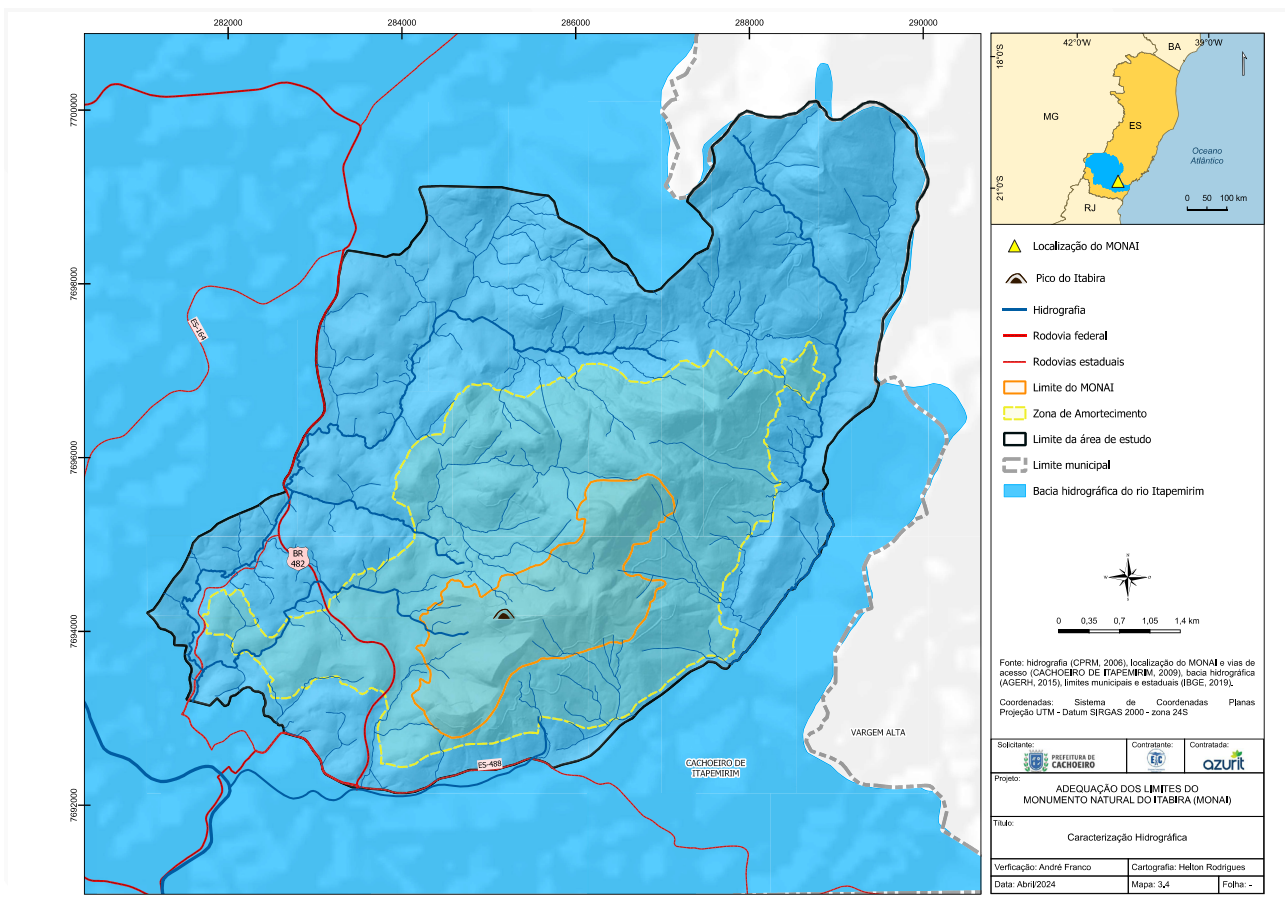 282000
284000
286000
288000
290000
7700000
7698000
7696000
7694000
7692000
ES-164
BR
482
ES-488
CACHOEIRO DE
ITAPEMIRIM
VARGEM ALTA
42°0'W
39°0'W
18°0'S
21°0'S
BA
MG
ES
RJ
Oceano
Atlântico
0 50 100 km
Localização do MONAI
Pico do Itabira
Hidrografia
Rodovia federal
Rodovias estaduais
Limite do MONAI
Zona de Amortecimento
Limite da área de estudo
Limite municipal
Bacia hidrográfica do rio Itapemirim
N
W
O
S
0 0,35 0,7 1,05 1,4 km
Fonte: hidrografia (CPRM, 2006), localização do MONAI e vias de
acesso (CACHOEIRO DE ITAPEMIRIM, 2009), bacia hidrográfica
(AGERH, 2015), limites municipais e estaduais (IBGE, 2019).
Coordenadas: Sistema de Coordenadas Planas
Projeção UTM - Datum SIRGAS 2000 - zona 24S
Solicitante:
PREFEITURA DE
CACHOEIRO
Contratante:
EJC
Contratada:
azurit
Projeto:
ADEQUAÇÃO DOS LIMITES DO
MONUMENTO NATURAL DO ITABIRA (MONAI)
Título:
Caracterização Hidrográfica
Verficação: André Franco
Cartografia: Helton Rodrigues
Data: Abril/2024
Mapa: 3.4
Folha: -